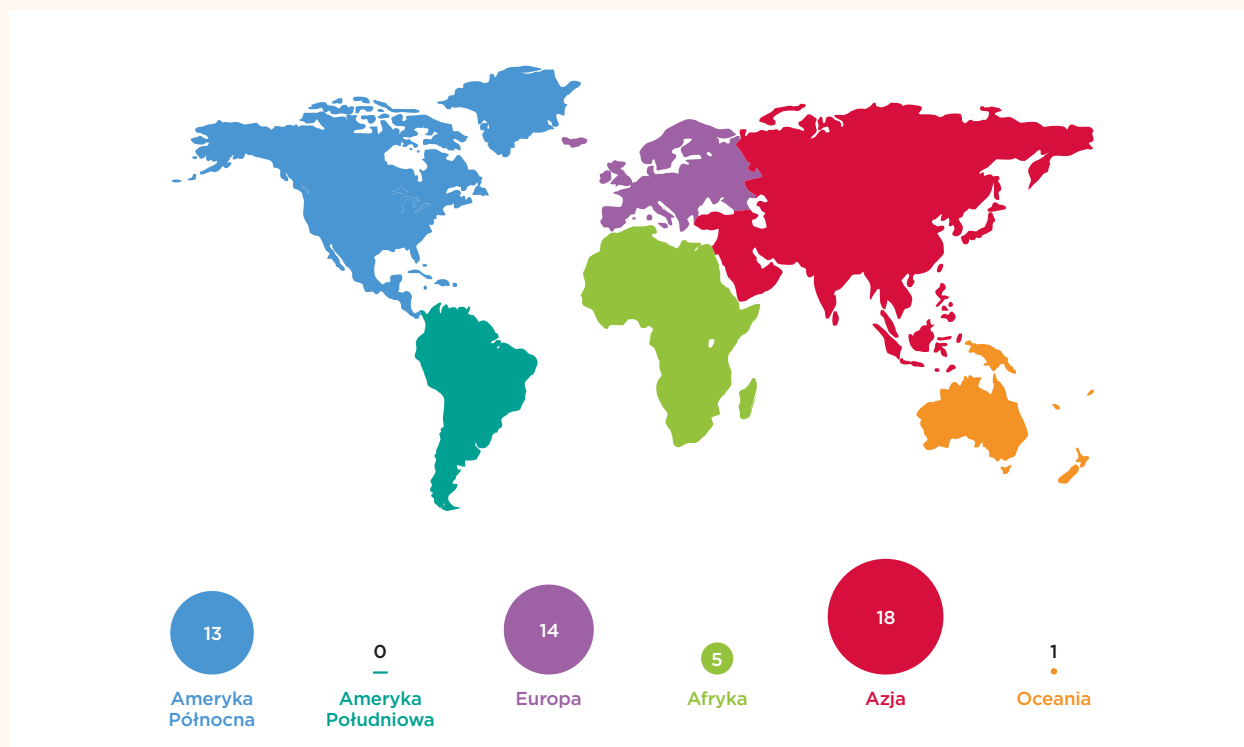 13
Ameryka
Północna
0
Ameryka
Południowa
14
Europa
5
Afryka
18
Azja
1
Oceania